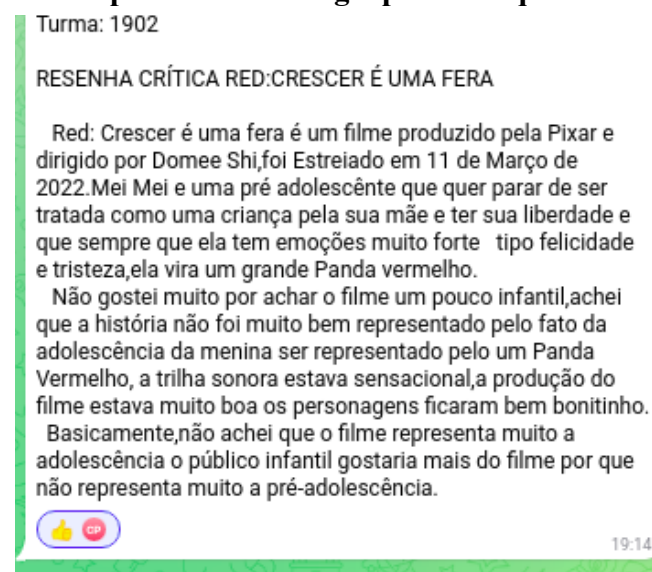 Turma: 1902
RESENHA CRÍTICA RED:CRESCER É UMA FERA
Red: Crescer é uma fera é um filme produzido pela Pixar e
dirigido por Domee Shi,foi Estreiado em 11 de Março de
2022.Mei Mei e uma pré adolescênte que quer parar de ser
tratada como uma criança pela sua mãe e ter sua liberdade e
que sempre que ela tem emoções muito forte tipo felicidade
e tristeza,ela vira um grande Panda vermelho.
Não gostei muito por achar o filme um pouco infantil,achei
que a história não foi muito bem representado pelo fato da
adolescência da menina ser representado pelo um Panda
Vermelho, a trilha sonora estava sensacional,a produção do
filme estava muito boa os personagens ficaram bem bonitinho.
Basicamente,não achei que o filme representa muito a
adolescência o público infantil gostaria mais do filme por que
não representa muito a pré-adolescência.
CP
19:14